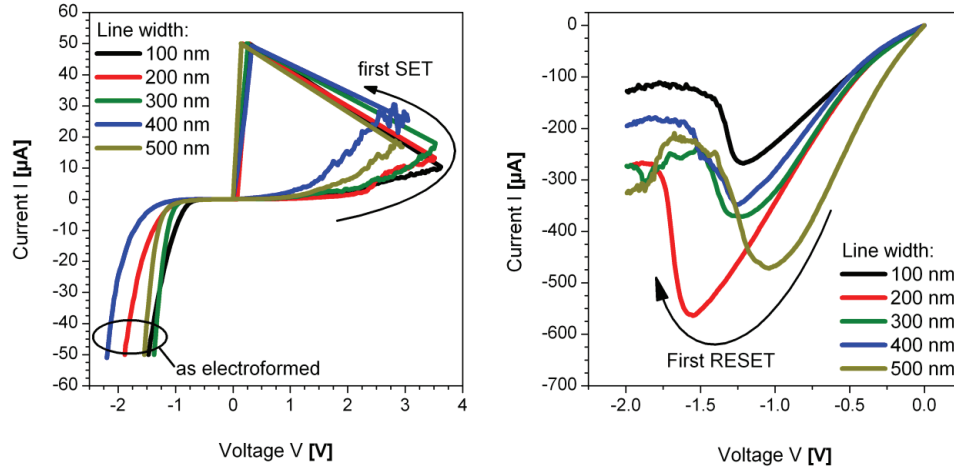 Line width:
100 nm
200 nm
300 nm
400 nm
500 nm
first SET
as electroformed
60
50
40
30
20
10
0
-10
-20
-30
-40
-50
-60
-2
-1
0
1
2
3
4
Current I [µA]
Voltage V [V]
0
-100
-200
-300
-400
-500
-600
-700
-2.0
-1.5
-1.0
-0.5
0.0
Current I [µA]
Voltage V [V]
First RESET
Line width:
100 nm
200 nm
300 nm
400 nm
500 nm